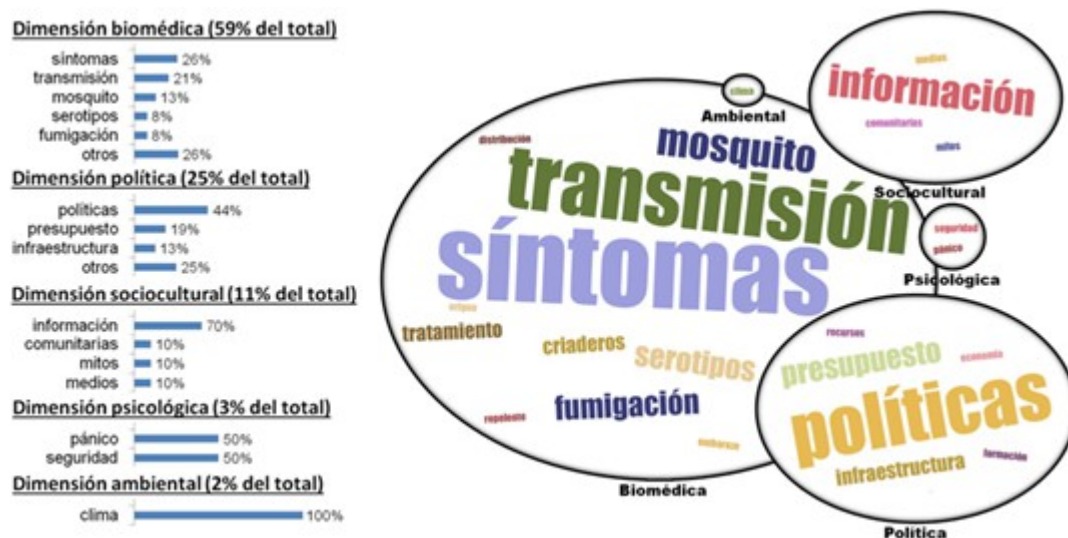 Dimensión biomédica (59% del total)
síntomas 26%
transmisión 21%
mosquito 13%
serotipos 8%
fumigación 8%
otros 26%
Dimensión política (25% del total)
políticas 44%
presupuesto 19%
infraestructura 13%
otros 25%
Dimensión sociocultural (11% del total)
información 70%
comunitarias 10%
mitos 10%
medios 10%
Dimensión psicológica (3% del total)
pánico 50%
seguridad 50%
Dimensión ambiental (2% del total)
clima 100%
clima
Ambiental
medios
información
comunitarias
mitos
Sociocultural
distribución
mosquito
transmisión
síntomas
seguridad
pánico
Psicológica
tratamiento
criaderos
serotipos
fumigación
repelente
embarazo
Biomédica
recursos
presupuesto
economía
políticas
infraestructura
formación
Política